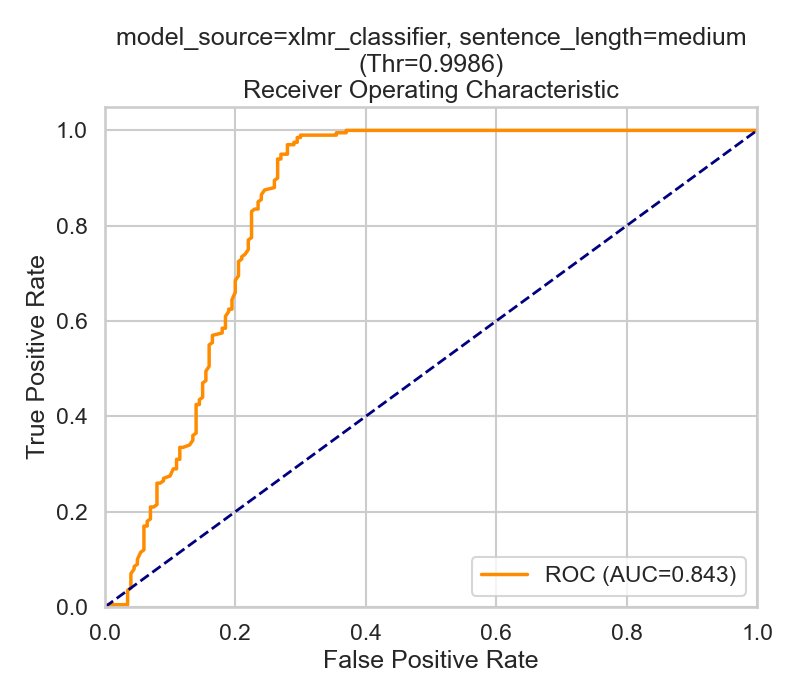 model_source=xlmr_classifier, sentence_length=medium
(Thr=0.9986)
Receiver Operating Characteristic
1.0
0.8
0.6
0.4
0.2
0.0
True Positive Rate
ROC (AUC=0.843)
0.0 0.2 0.4 0.6 0.8 1.0
False Positive Rate